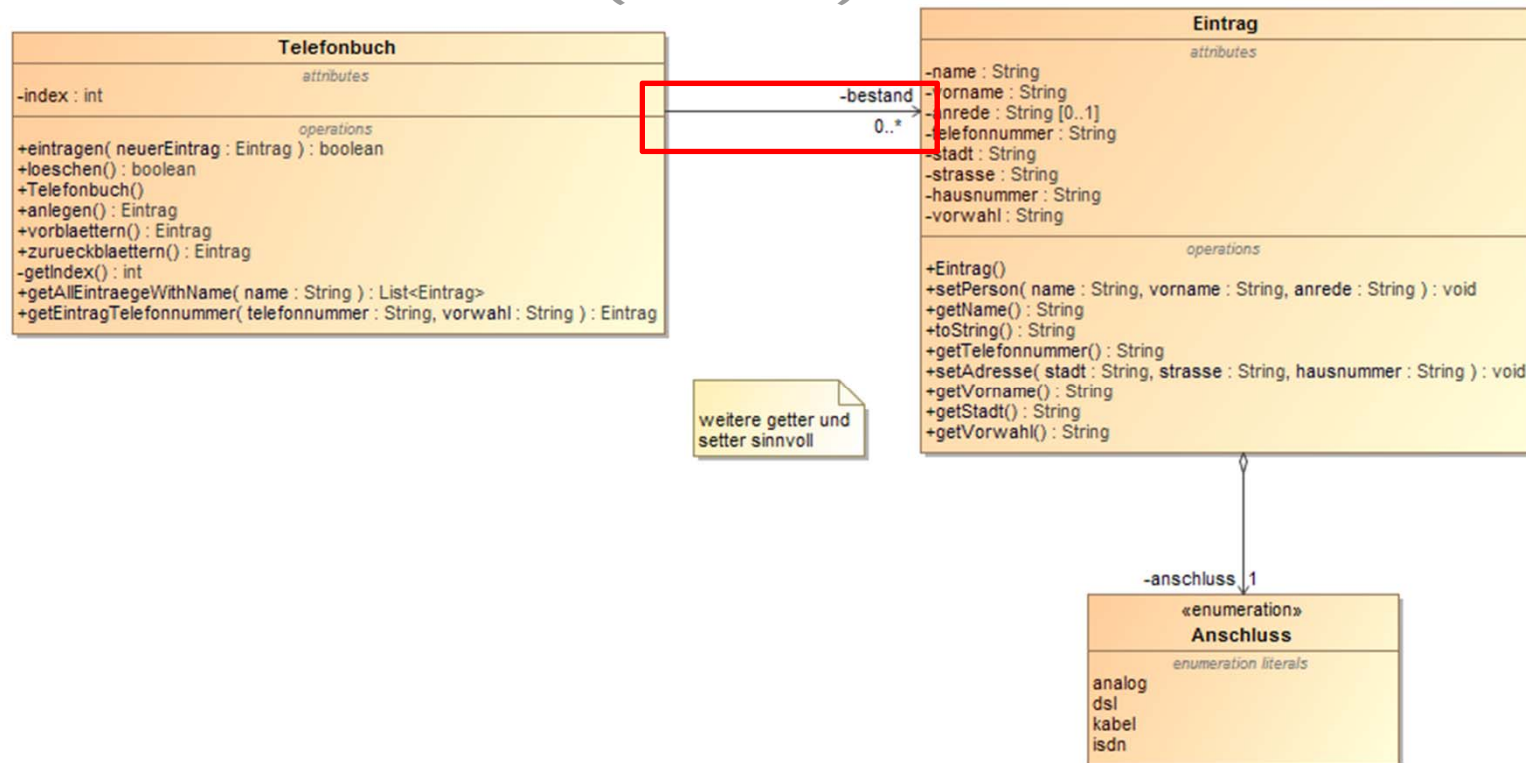 Telefonbuch
attributes
-index : int
operations
+eintragen( neuerEintrag : Eintrag ) : boolean
+loeschen() : boolean
+Telefonbuch()
+anlegen() : Eintrag
+vorblaettern() : Eintrag
+zurueckblaettern() : Eintrag
-getIndex() : int
+getAllEintraegeWithName( name : String ) : List<Eintrag>
+getEintragTelefonnummer( telefonnummer : String, vorwahl : String ) : Eintrag
-bestand
0..*
Eintrag
attributes
-name : String
-vorname : String
-anrede : String [0..1]
-telefonnummer : String
-stadt : String
-strasse : String
-hausnummer : String
-vorwahl : String
operations
+Eintrag()
+setPerson( name : String, vorname : String, anrede : String ) : void
+getName() : String
+toString() : String
+getTelefonnummer() : String
+setAdresse( stadt : String, strasse : String, hausnummer : String ) : void
+getVorname() : String
+getStadt() : String
+getVorwahl() : String
weitere getter und
setter sinnvoll
-anschluss 1
«enumeration»
Anschluss
enumeration literals
analog
dsl
kabel
isdn